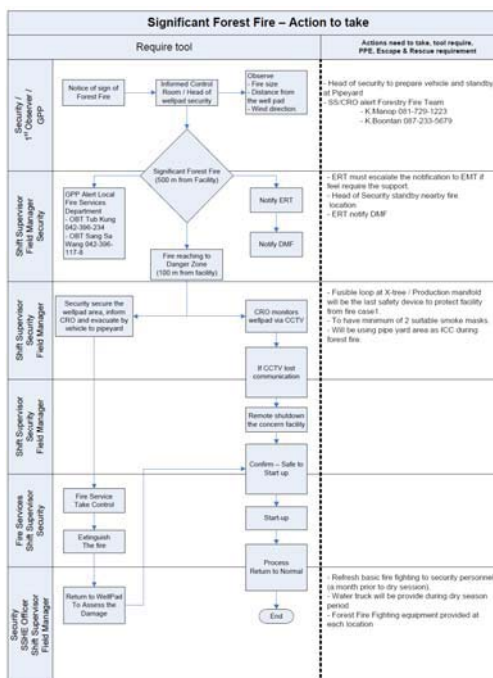 Significant Forest Fire – Action to take
Require tool
Actions need to take, tool require,
PPE, Escape & Rescue requirement
Security /
1st Observer /
GPP
Notice of sign of
Forest Fire
Informed Control
Room / Head of
wellpad security
Observe
- Fire size
- Distance from
the well pad
- Wind direction
- Head of security to prepare vehicle and standby
at Pipeyard
- SS/CRO alert Forestry Fire Team
- K.Manop 081-729-1223
- K.Boontan 087-233-5679
Shift Supervisor
Field Manager
Security
GPP Alert Local
Fire Services
Department
- OBT Tub Kung
042-396-234
- OBT Sang Sa
Wang 042-396-
117-8
Significant Forest Fire
(500 m from Facility)
Notify ERT
Notify DMF
Fire reaching to
Danger Zone
(100 m from facility)
- ERT must escalate the notification to EMT if
feel require the support.
- Head of Security standby nearby fire
location
- ERT notify DMF
Shift Supervisor
Security
Field Manager
Security secure the
wellpad area, inform
CRO and evacuate by
vehicle to pipeyard
CRO monitors
wellpad via CCTV
If CCTV lost
communication
- Fusible loop at X-tree / Production manifold
will be the last safety device to protect facility
from fire case1.
- To have minimum of 2 suitable smoke masks.
- Will be using pipe yard area as ICC during
forest fire.
Shift Supervisor
Security
Field Manager
Remote shutdown
the concern facility
Confirm – Safe to
Start up
Fire Services
Shift Supervisor
Security
Fire Service
Take Control
Extinguish
The fire
Start-up
Process
Return to Normal
Security
SSHE Officer
Shift Supervisor
Field Manager
Return to WellPad
To Assess the
Damage
End
- Refresh basic fire fighting to security personnel
(a month prior to dry session).
- Water truck will be provide during dry season
period
- Forest Fire Fighting equipment provided at
each location